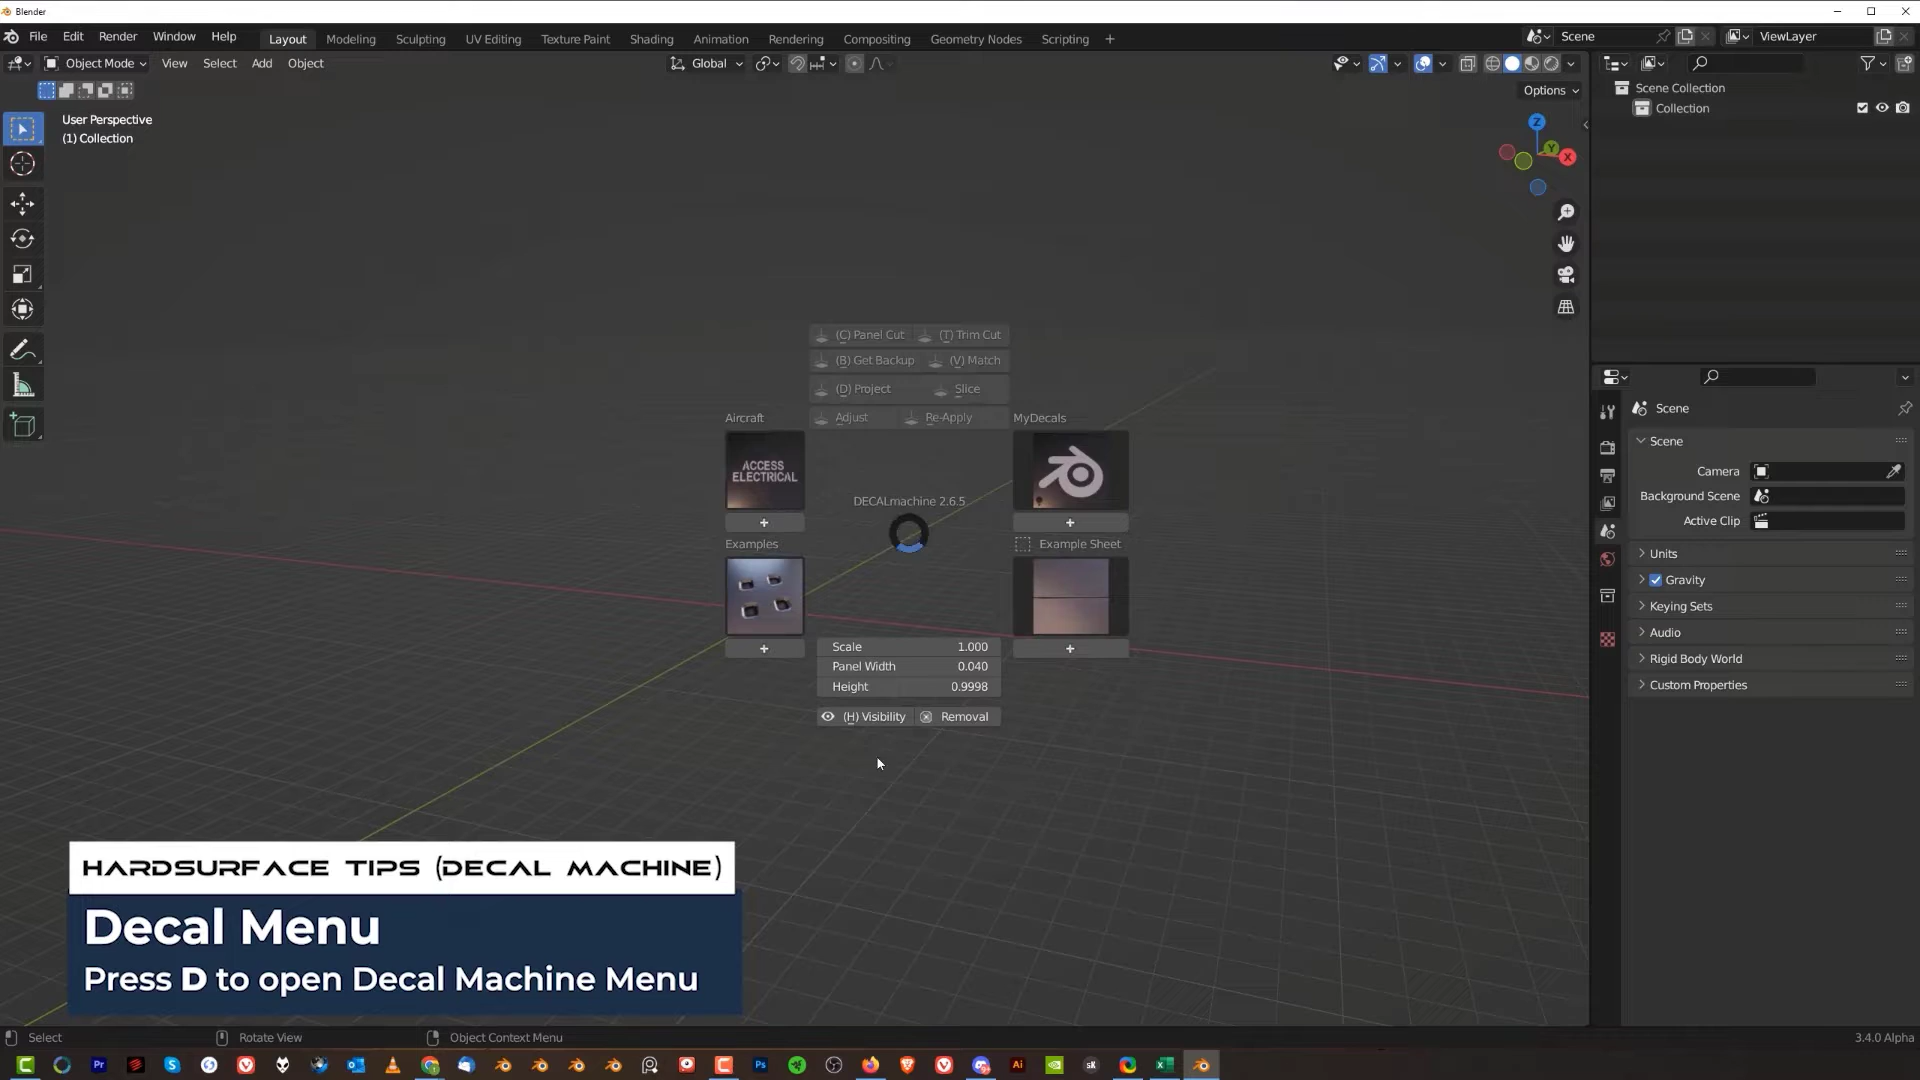 Blender
File Edit Render Window Help
Layout Modeling Sculpting UV Editing Texture Paint Shading Animation Rendering Compositing Geometry Nodes Scripting +
Scene
ViewLayer
Object Mode View Select Add Object
Global
Options
User Perspective
(1) Collection
Z
Y
X
Scene Collection
Collection
(C) Panel Cut (T) Trim Cut
(B) Get Backup (V) Match
(D) Project Slice
Adjust Re-Apply
Aircraft
MyDecals
ACCESS
ELECTRICAL
+
+
DECALmachine 2.6.5
Examples
Example Sheet
+
+
Scale 1.000
Panel Width 0.040
Height 0.9998
(H) Visibility Removal
Scene
Scene
Camera
Background Scene
Active Clip
Units
Gravity
Keying Sets
Audio
Rigid Body World
Custom Properties
HARDSURFACE TIPS (DECAL MACHINE)
Decal Menu
Press D to open Decal Machine Menu
Select Rotate View Object Context Menu
3.4.0 Alpha
Pr
S
Ps
Ai
sK